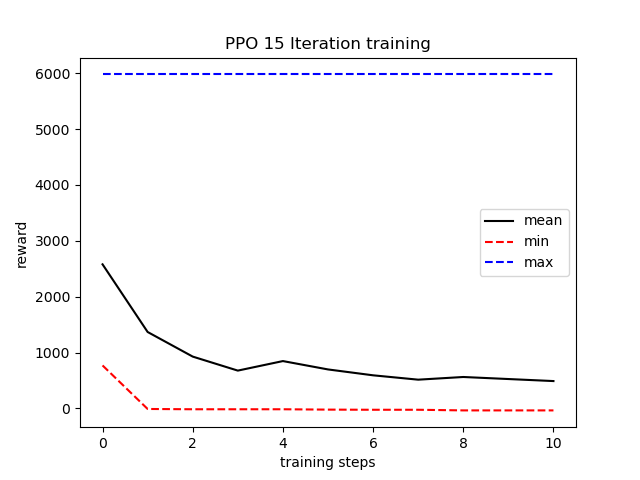 PPO 15 Iteration training
6000
5000
4000
3000
2000
1000
0
reward
mean
min
max
0 2 4 6 8 10
training steps